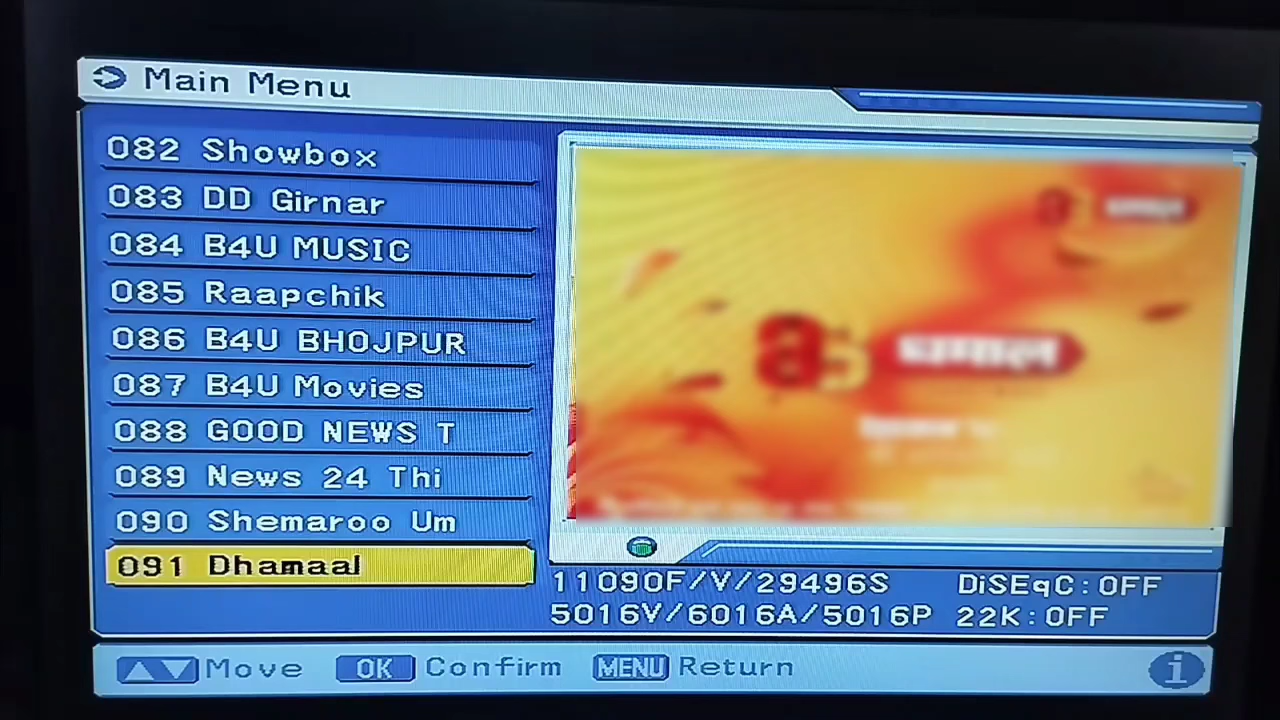 Main Menu
082 Showbox
083 DD Girnar
084 B4U MUSIC
085 Raapchik
086 B4U BHOJPUR
087 B4U Movies
088 GOOD NEWS T
089 News 24 Thi
090 Shemaroo Um
091 Dhamaal
धमाल
11090F/V/29496S DiSEqC:OFF
5016V/6016A/5016P 22K:OFF
Move OK Confirm MENU Return i